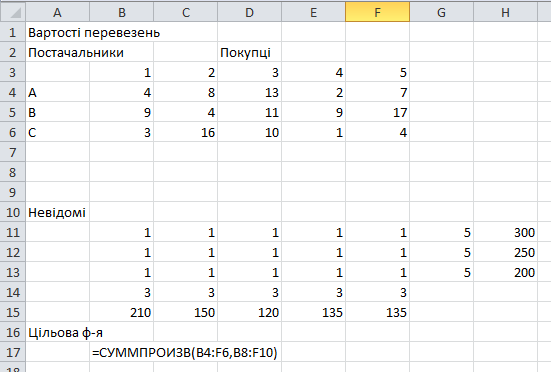 A B C D E F G H
1 Вартості перевезень
2 Постачальники Покупці
3 1 2 3 4 5
4 A 4 8 13 2 7
5 B 9 4 11 9 17
6 C 3 16 10 1 4
7
8
9
10 Невідомі
11 1 1 1 1 1 5 300
12 1 1 1 1 1 5 250
13 1 1 1 1 1 5 200
14 3 3 3 3 3
15 210 150 120 135 135
16 Цільова ф-я
17 =СУММПРОИЗВ(B4:F6,B8:F10)